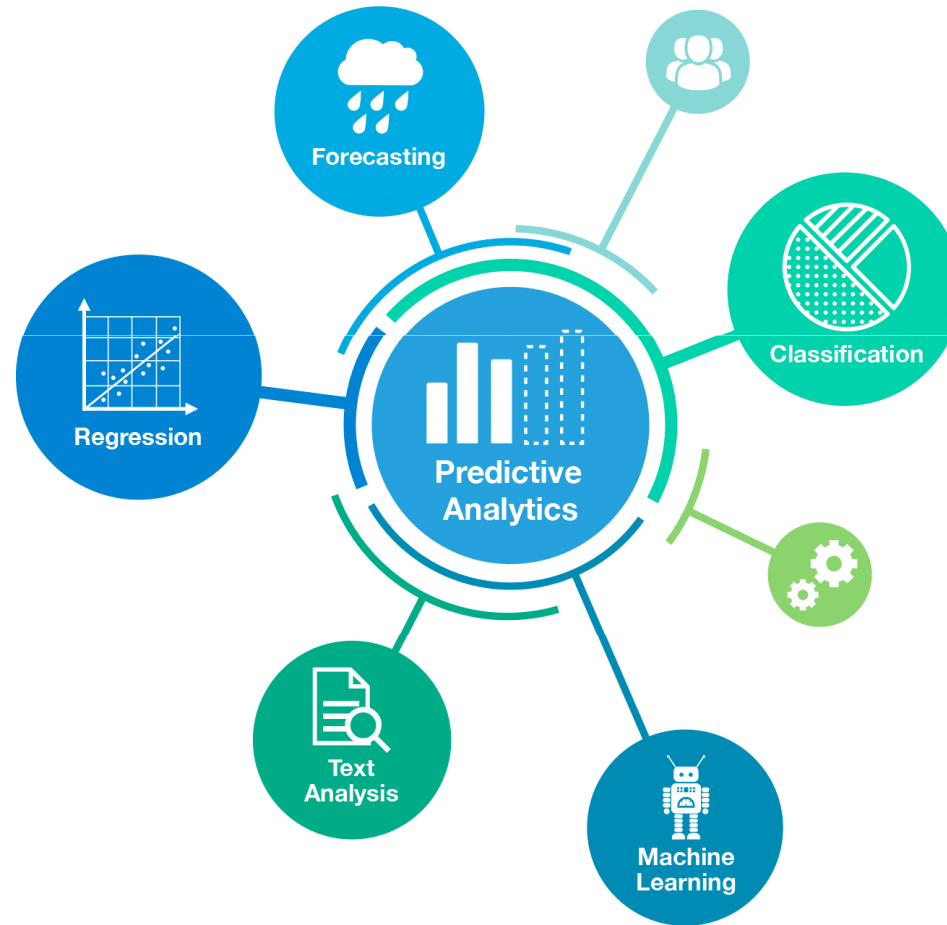 Forecasting
Classification
Regression
Predictive
Analytics
Text
Analysis
Machine
Learning